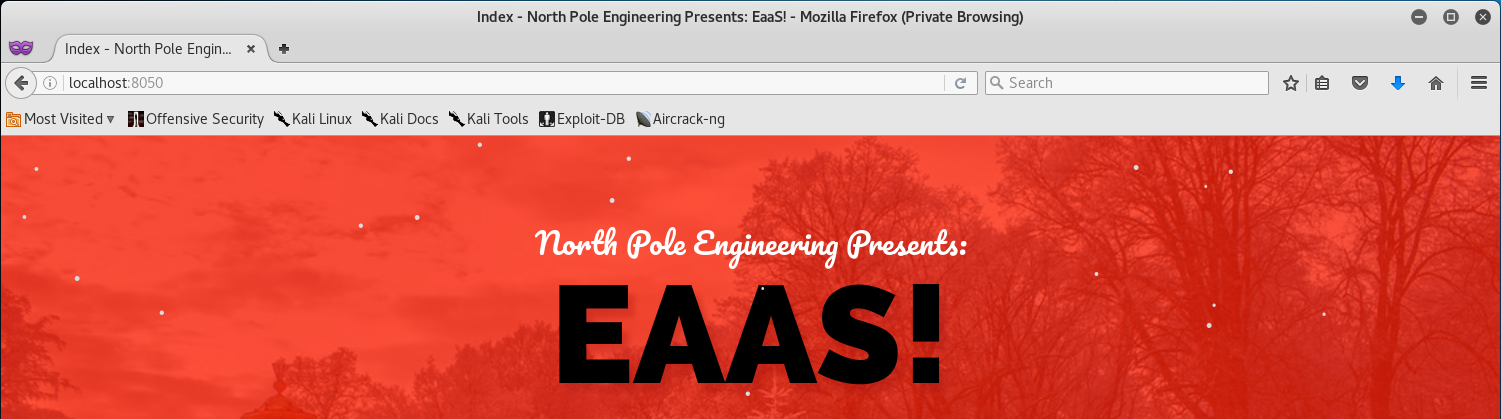 Index - North Pole Engineering Presents: EaaS! - Mozilla Firefox (Private Browsing)
Index - North Pole Engin...
localhost:8050
Search
Most Visited Offensive Security Kali Linux Kali Docs Kali Tools Exploit-DB Aircrack-ng
North Pole Engineering Presents:
EAAS!